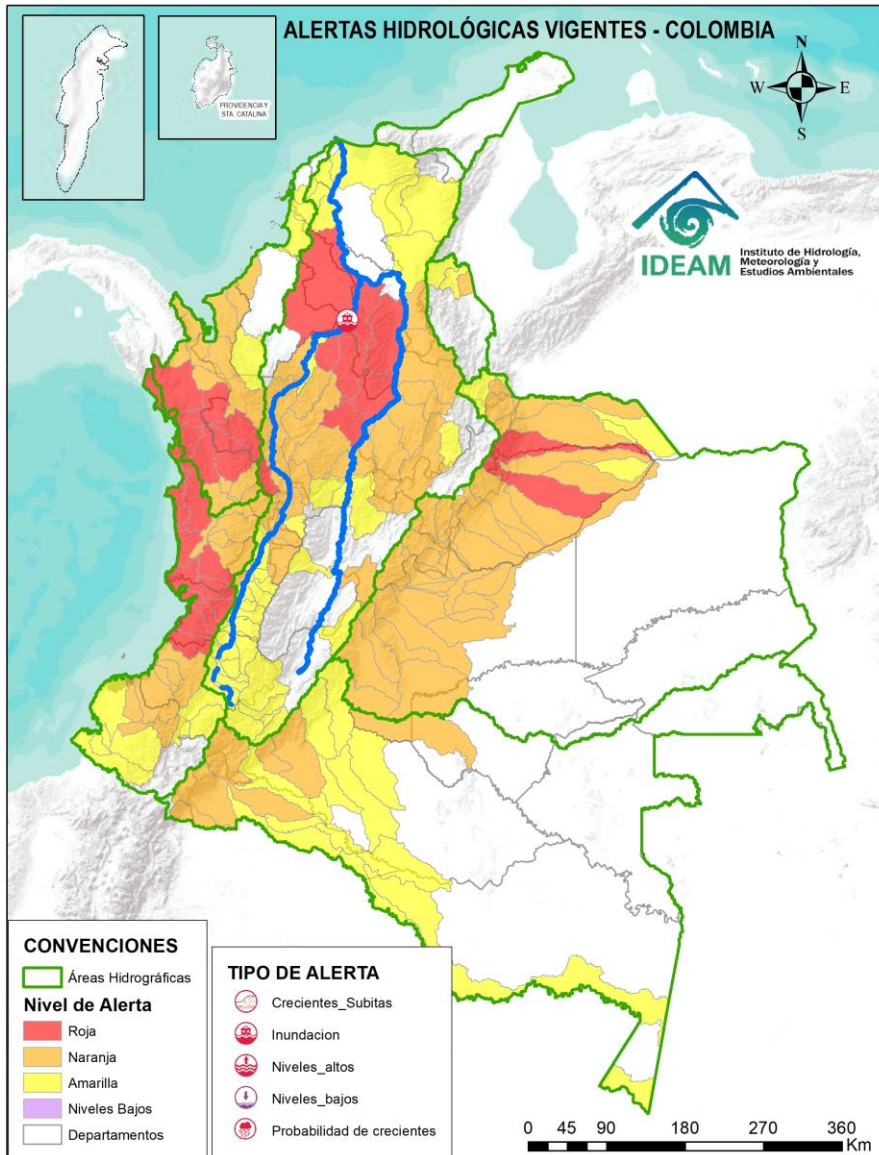 ALERTAS HIDROLÓGICAS VIGENTES - COLOMBIA
PROVIDENCIA Y
STA. CATALINA
N
W
E
S
IDEAM
Instituto de Hidrología,
Meteorología y
Estudios Ambientales
CONVENCIONES
Áreas Hidrográficas
Nivel de Alerta
Roja
Naranja
Amarilla
Niveles Bajos
Departamentos
TIPO DE ALERTA
Crecientes_Subitas
Inundacion
Niveles_altos
Niveles_bajos
Probabilidad de crecientes
0 45 90 180 270 360
Km